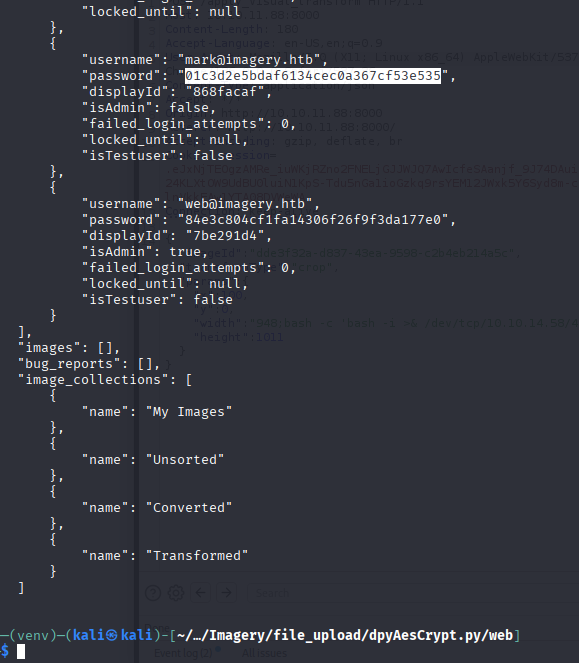 "locked_until": null
},
{
"username": "mark@imagery.htb",
"password": "01c3d2e5bdaf6134cec0a367cf53e535",
"displayId": "868facaf",
"isAdmin": false,
"failed_login_attempts": 0,
"locked_until": null,
"isTestuser": false
},
{
"username": "web@imagery.htb",
"password": "84e3c804cf1fa14306f26f9f3da177e0",
"displayId": "7be291d4",
"isAdmin": true,
"failed_login_attempts": 0,
"locked_until": null,
"isTestuser": false
}
],
"images": [],
"bug_reports": [],
"image_collections": [
{
"name": "My Images"
},
{
"name": "Unsorted"
},
{
"name": "Converted"
},
{
"name": "Transformed"
}
]
(venv)─(kali㉿kali)-[~/…/Imagery/file_upload/dpyAesCrypt.py/web]
$